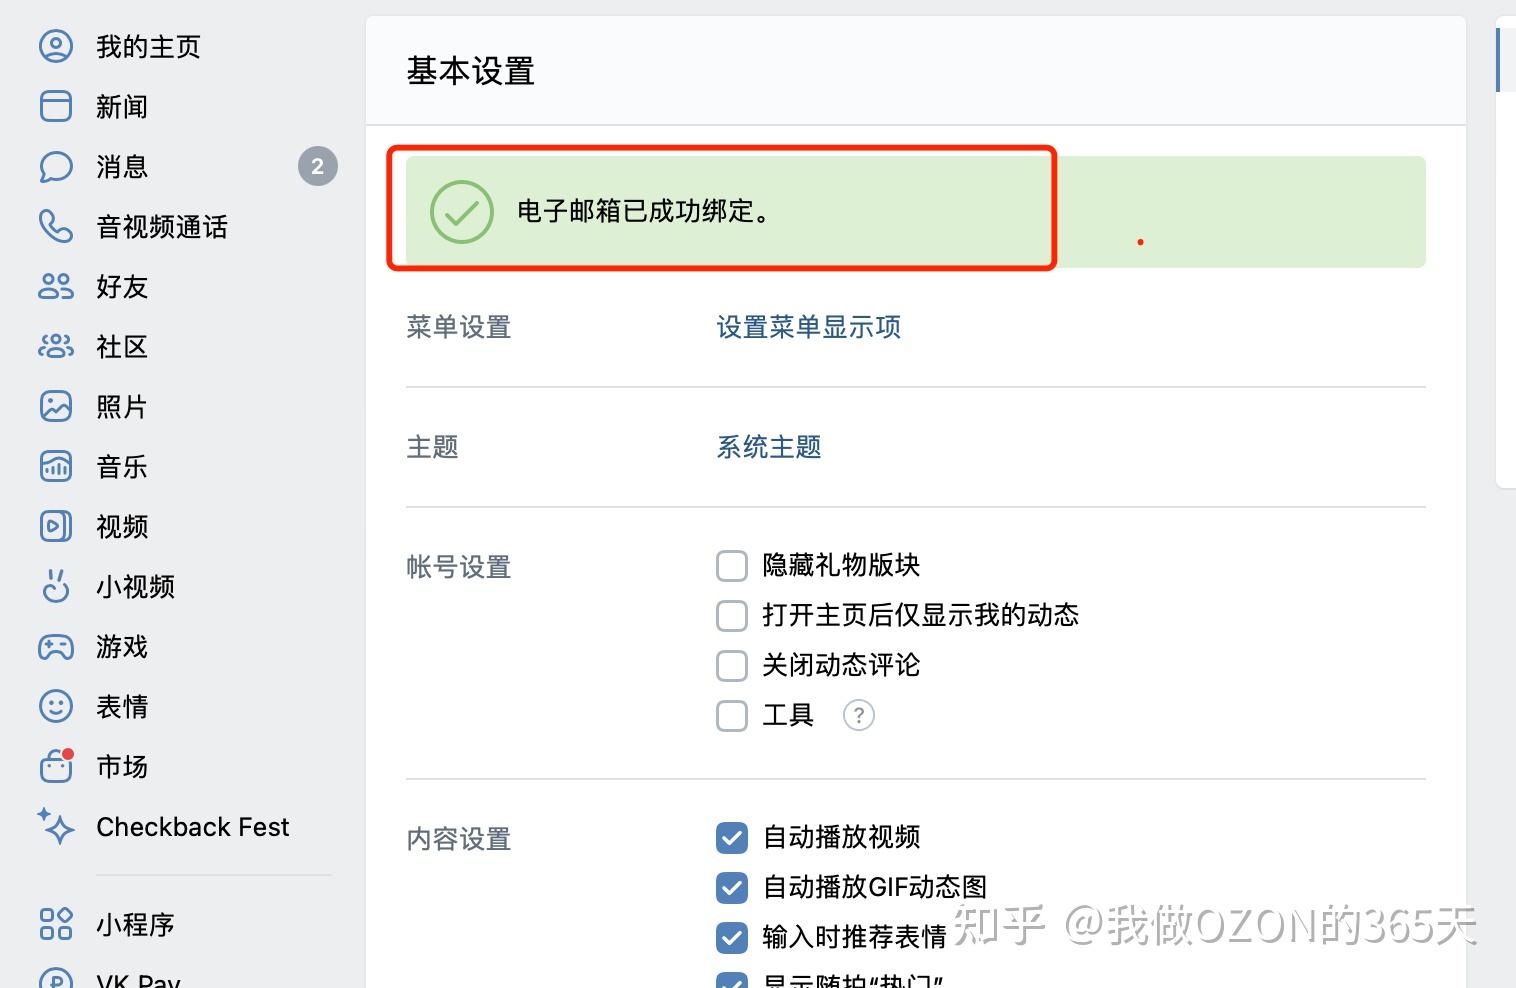 我的主页
新闻
消息
2
音视频通话
好友
社区
照片
音乐
视频
小视频
游戏
表情
市场
Checkback Fest
小程序
VK Pay
基本设置
电子邮箱已成功绑定。
菜单设置
设置菜单显示项
主题
系统主题
帐号设置
隐藏礼物版块
打开主页后仅显示我的动态
关闭动态评论
工具 ?
内容设置
自动播放视频
自动播放GIF动态图
输入时推荐表情
显示随拍“热门”
知乎 @我做OZON的365天